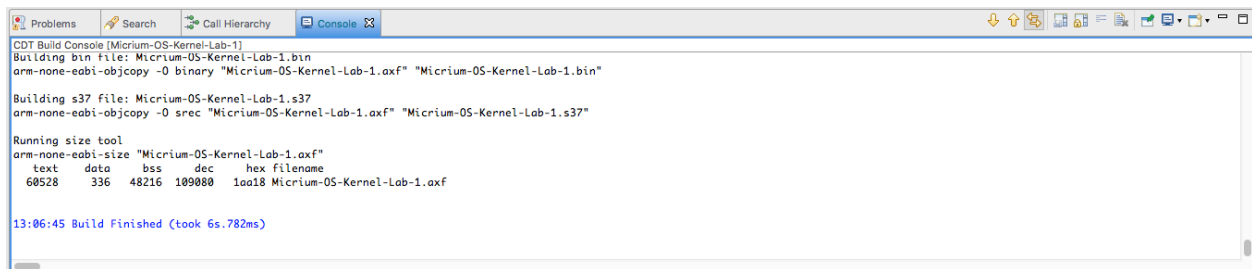 Problems Search Call Hierarchy Console
CDT Build Console [Micrium-OS-Kernel-Lab-1]
Building bin file: Micrium-OS-Kernel-Lab-1.bin
arm-none-eabi-objcopy -O binary "Micrium-OS-Kernel-Lab-1.axf" "Micrium-OS-Kernel-Lab-1.bin"
Building s37 file: Micrium-OS-Kernel-Lab-1.s37
arm-none-eabi-objcopy -O srec "Micrium-OS-Kernel-Lab-1.axf" "Micrium-OS-Kernel-Lab-1.s37"
Running size tool
arm-none-eabi-size "Micrium-OS-Kernel-Lab-1.axf"
text data bss dec hex filename
60528 336 48216 109080 1aa18 Micrium-OS-Kernel-Lab-1.axf
13:06:45 Build Finished (took 6s.782ms)